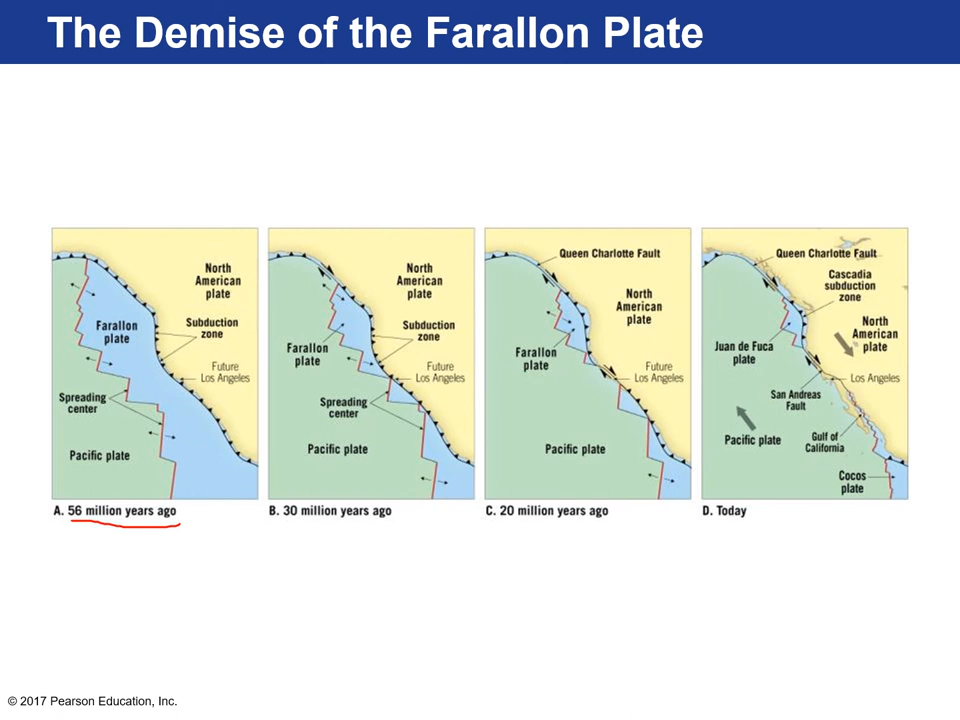 The Demise of the Farallon Plate
North
American
plate
Farallon
plate
Subduction
zone
Future
Los Angeles
Spreading
center
Pacific plate
A. 56 million years ago
North
American
plate
Subduction
zone
Farallon
plate
Future
Los Angeles
Spreading
center
Pacific plate
B. 30 million years ago
Queen Charlotte Fault
North
American
plate
Farallon
plate
Future
Los Angeles
Pacific plate
C. 20 million years ago
Queen Charlotte Fault
Cascadia
subduction
zone
North
American
plate
Juan de Fuca
plate
Los Angeles
San Andreas
Fault
Pacific plate
Gulf of
California
Cocos
plate
D. Today
© 2017 Pearson Education, Inc.